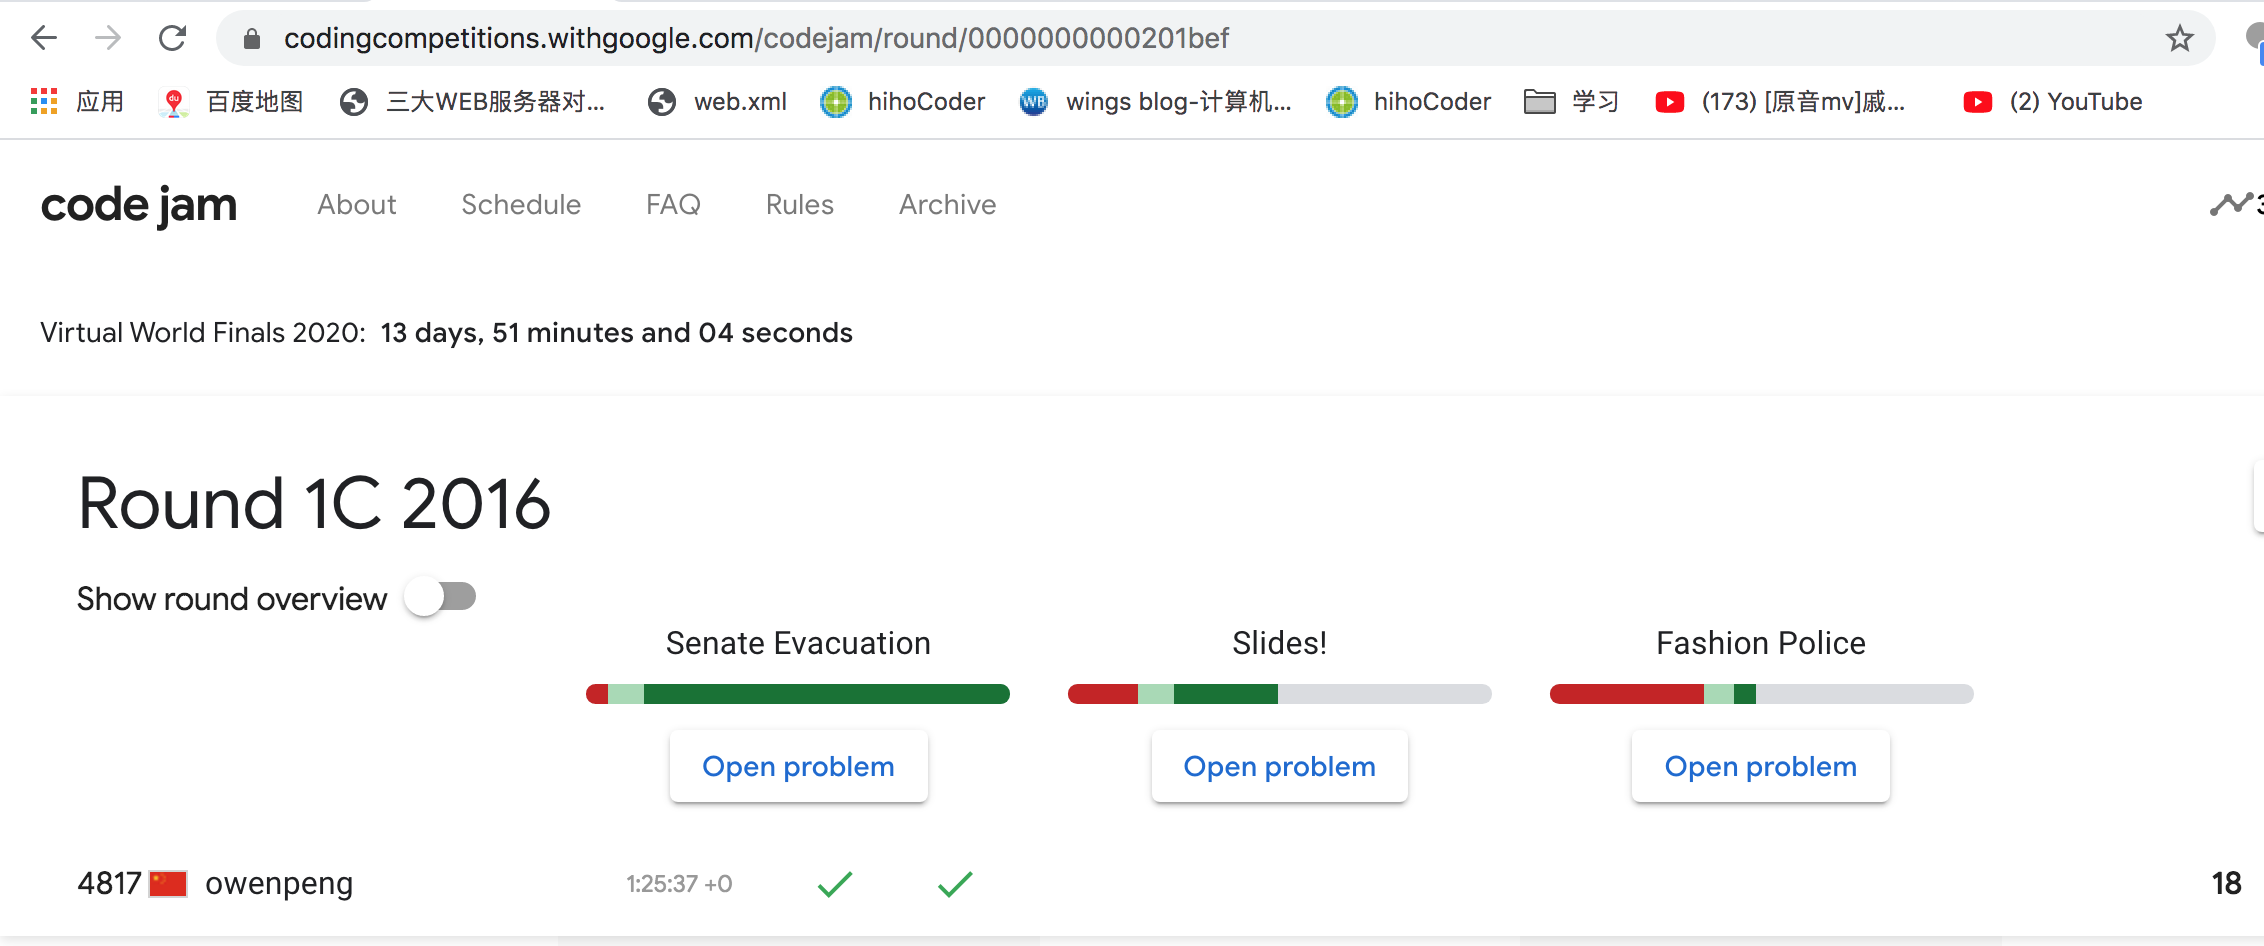 codingcompetitions.withgoogle.com/codejam/round/0000000000201bef
应用 百度地图 三大WEB服务器对... web.xml hihoCoder WB wings blog-计算机... hihoCoder 学习 (173) [原音mv]戚... (2) YouTube
code jam About Schedule FAQ Rules Archive
Virtual World Finals 2020: 13 days, 51 minutes and 04 seconds
Round 1C 2016
Show round overview
Senate Evacuation Slides! Fashion Police
Open problem Open problem Open problem
4817 owenpeng 1:25:37 +0 18